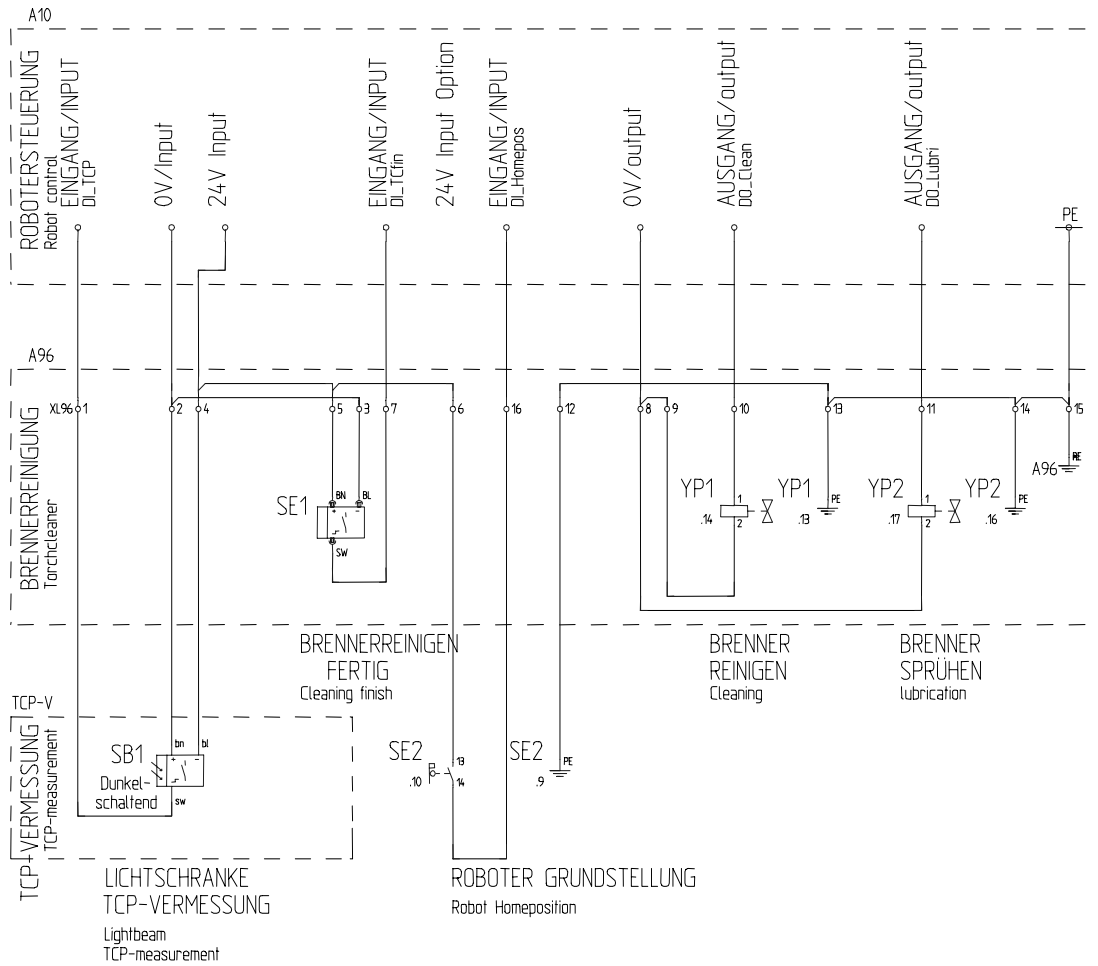 A10
ROBOTERSTEUERUNG
Robot control
EINGANG/INPUT
DI_TCP
0V/Input
24V Input
EINGANG/INPUT
DI_TCfin
24V Input Option
EINGANG/INPUT
DI_Homepos
0V/output
AUSGANG/output
DO_Clean
AUSGANG/output
DO_Lubri
PE
A96
BRENNERREINIGUNG
Torchcleaner
XL96 1 2 4 5 3 7 6 16 12 8 9 10 13 11 14 15
A96 PE
SE1
BN
BL
+ -
SW
YP1
.14
1
2
YP1
.13
PE
YP2
.17
1
2
YP2
.16
PE
BRENNERREINIGEN
FERTIG
Cleaning finish
BRENNER
REINIGEN
Cleaning
BRENNER
SPRÜHEN
lubrication
TCP-V
TCP-VERMESSUNG
TCP-measurement
SB1
Dunkel-
schaltend
bn
bl
+ -
sw
SE2
.10
13
14
SE2
.9
PE
LICHTSCHRANKE
TCP-VERMESSUNG
Lightbeam
TCP-measurement
ROBOTER GRUNDSTELLUNG
Robot Homeposition